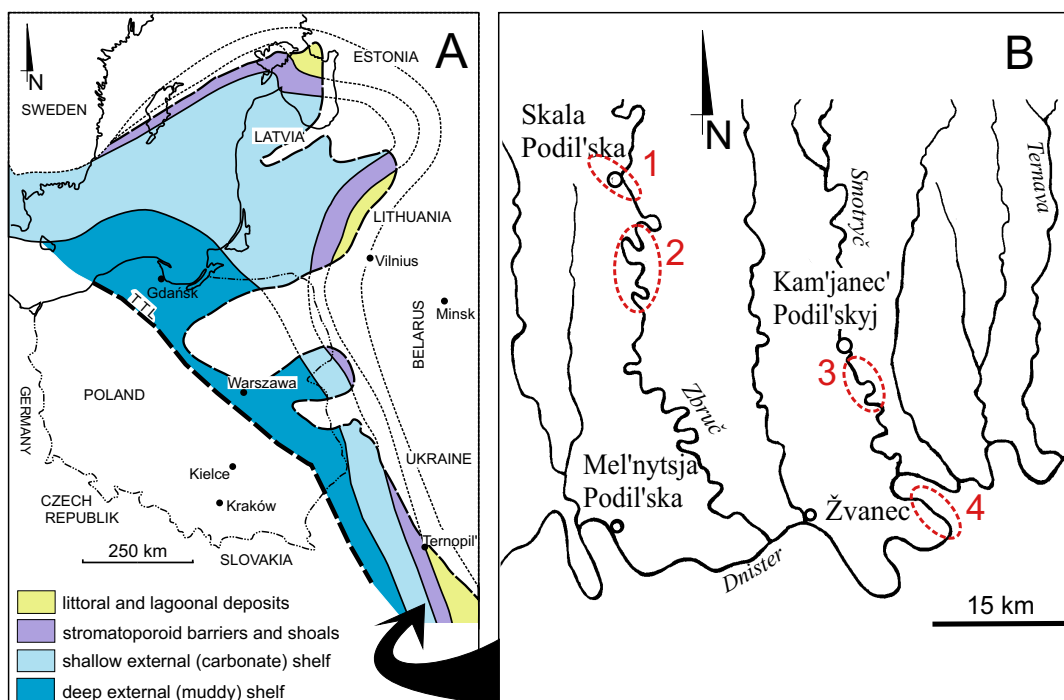 A
N
ESTONIA
SWEDEN
LATVIA
LITHUANIA
Vilnius
Gdańsk
T T L
Minsk
BELARUS
POLAND
Warszawa
GERMANY
UKRAINE
Kielce
CZECH
REPUBLIK
Kraków
Ternopil'
250 km
SLOVAKIA
littoral and lagoonal deposits
stromatoporoid barriers and shoals
shallow external (carbonate) shelf
deep external (muddy) shelf
B
N
Skala
Podil'ska
1
2
Smotryč
Ternava
Kam'janec'
Podil'skyj
3
Zbruč
Mel'nytsja
Podil'ska
Žvanec
4
Dnister
15 km